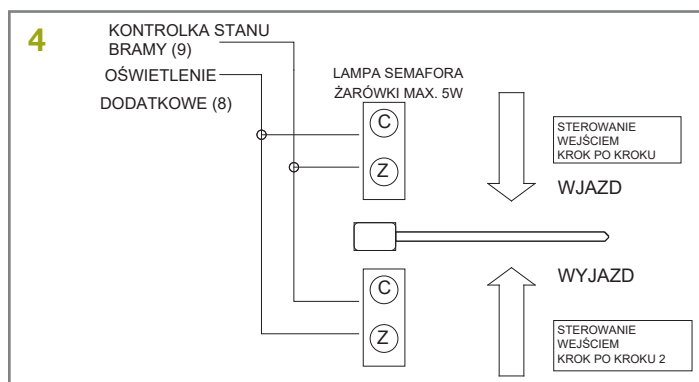 4
KONTROLKA STANU
BRAMY (9)
OŚWIETLENIE
DODATKOWE (8)
LAMPA SEMAFORA
ŻARÓWKI MAX. 5W
C
Z
STEROWANIE
WEJŚCIEM
KROK PO KROKU
WJAZD
WYJAZD
C
Z
STEROWANIE
WEJŚCIEM
KROK PO KROKU 2